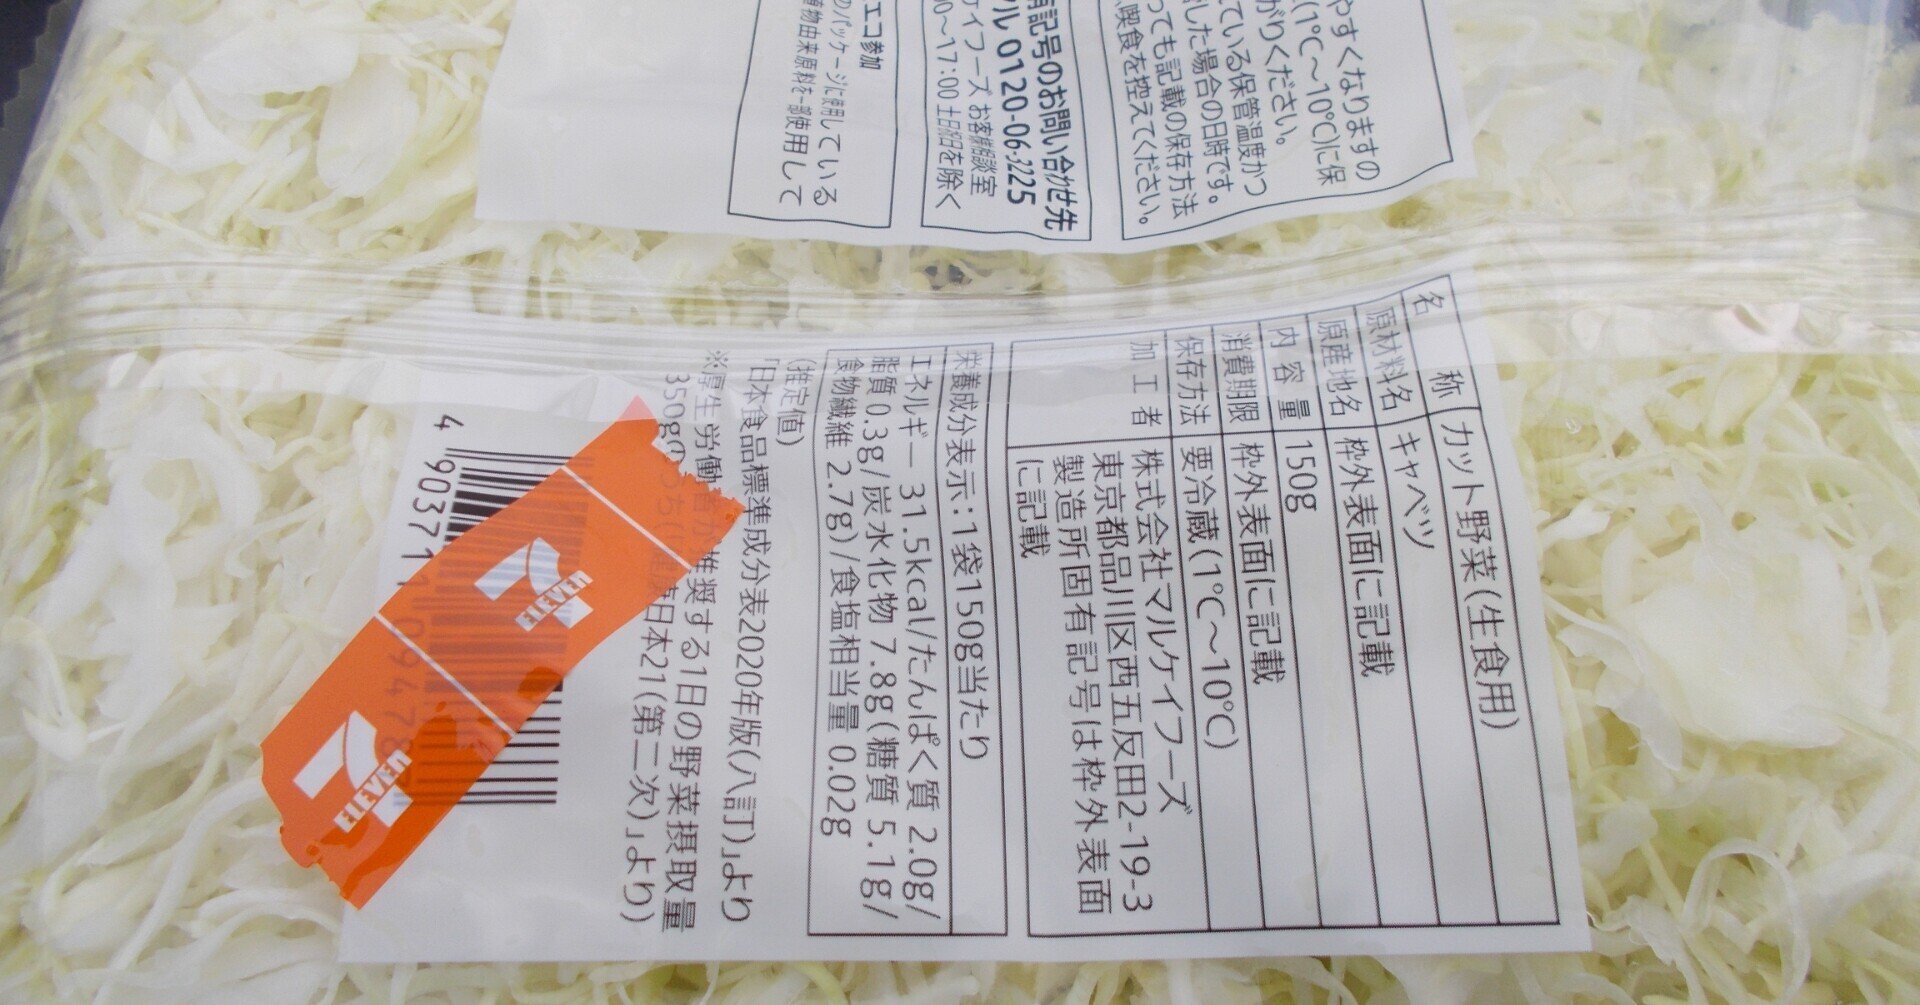 やすくなりますの
(1℃～10℃)に保
がりください。
ている保管温度かつ
した場合の日時です。
っても記載の保存方法
喫食を控えてください。
記号のお問い合わせ先
ル 0120-06-3225
ケイフーズ お客様相談室
0～17:00 土日祝日を除く
エコ参加
のパッケージに使用している
植物由来原料を一部使用して
名称 カット野菜(生食用)
原材料名 キャベツ
原産地名 枠外表面に記載
内容量 150g
消費期限 枠外表面に記載
保存方法 要冷蔵(1℃～10℃)
加工者 株式会社マルケイフーズ
東京都品川区西五反田2-19-3
製造所固有記号は枠外表面
に記載
栄養成分表示:1袋150g当たり
エネルギー 31.5kcal/たんぱく質 2.0g/
脂質 0.3g/炭水化物 7.8g(糖質 5.1g/
食物繊維 2.7g)/食塩相当量 0.02g
(推定値)
「日本食品標準成分表2020年版(八訂)」より
※厚生労働省が推奨する1日の野菜摂取量
350gのうち(「健康日本21(第二次)」より)
4 903711 094788
7 ELEVEn
7 ELEVEn